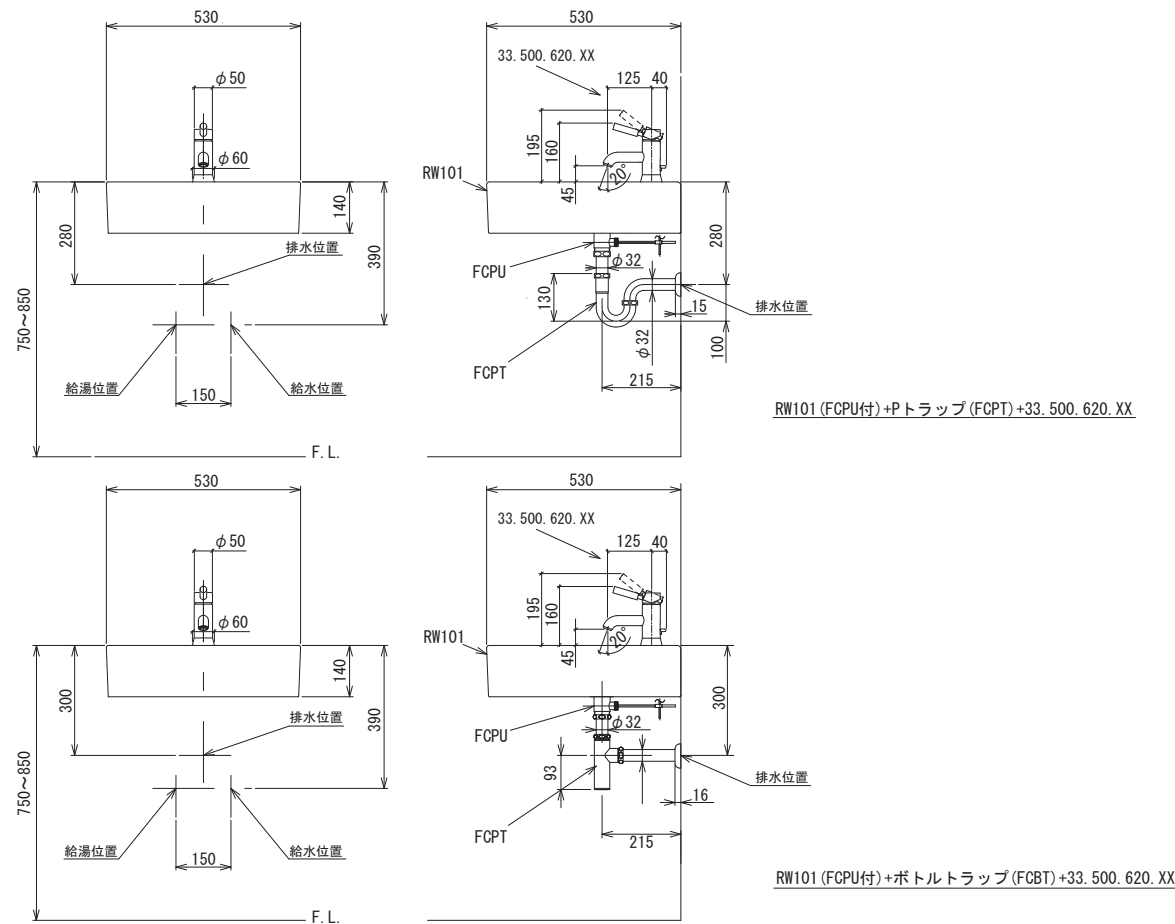 530
φ50
φ60
280
140
390
排水位置
750~850
給湯位置
給水位置
150
530
33.500.620.XX
125
40
195
160
45
20°
RW101
FCPU
φ32
280
130
排水位置
15
100
φ32
FCPT
215
RW101(FCPU付)+Pトラップ(FCPT)+33.500.620.XX
F.L.
530
φ50
φ60
300
140
390
排水位置
750~850
給湯位置
給水位置
150
530
33.500.620.XX
125
40
195
160
45
20°
RW101
FCPU
φ32
300
93
排水位置
16
FCPT
215
RW101(FCPU付)+ボトルトラップ(FCBT)+33.500.620.XX
F.L.